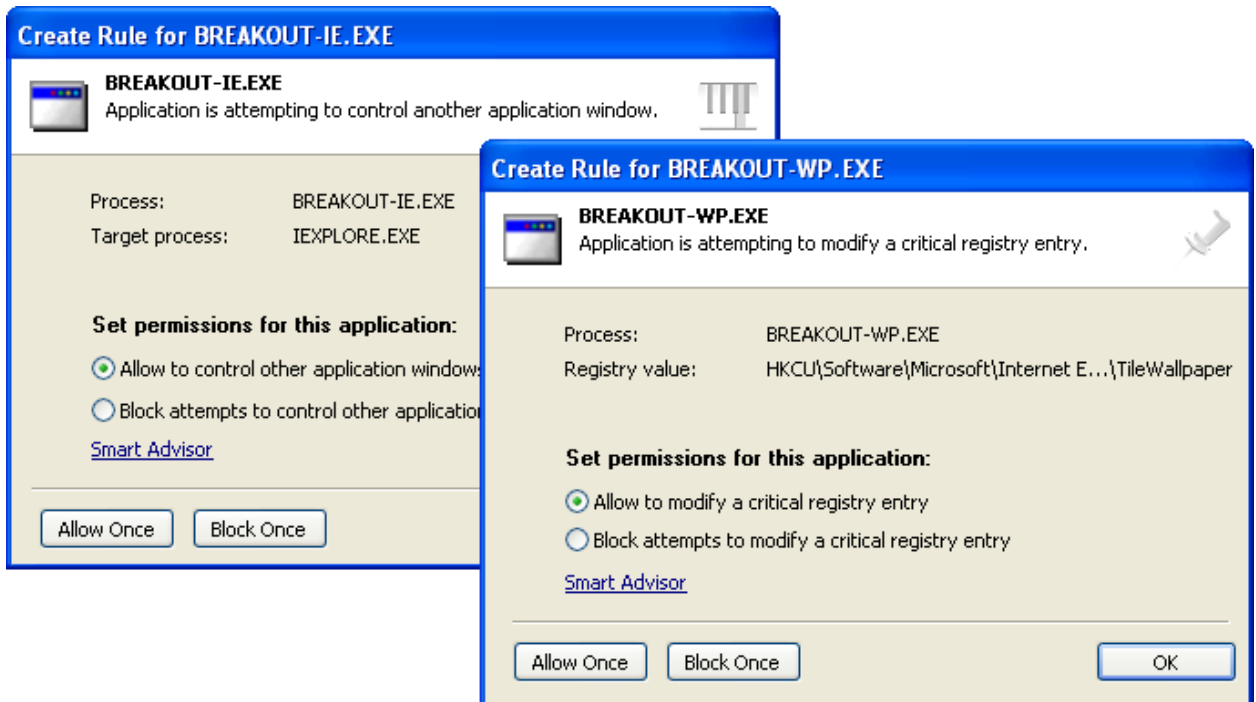 Create Rule for BREAKOUT-IE.EXE
BREAKOUT-IE.EXE
Application is attempting to control another application window.
Process: BREAKOUT-IE.EXE
Target process: IEXPLORE.EXE
Set permissions for this application:
Allow to control other application windows
Block attempts to control other application
Smart Advisor
Allow Once Block Once
Create Rule for BREAKOUT-WP.EXE
BREAKOUT-WP.EXE
Application is attempting to modify a critical registry entry.
Process: BREAKOUT-WP.EXE
Registry value: HKCU\Software\Microsoft\Internet E...\TileWallpaper
Set permissions for this application:
Allow to modify a critical registry entry
Block attempts to modify a critical registry entry
Smart Advisor
Allow Once Block Once OK